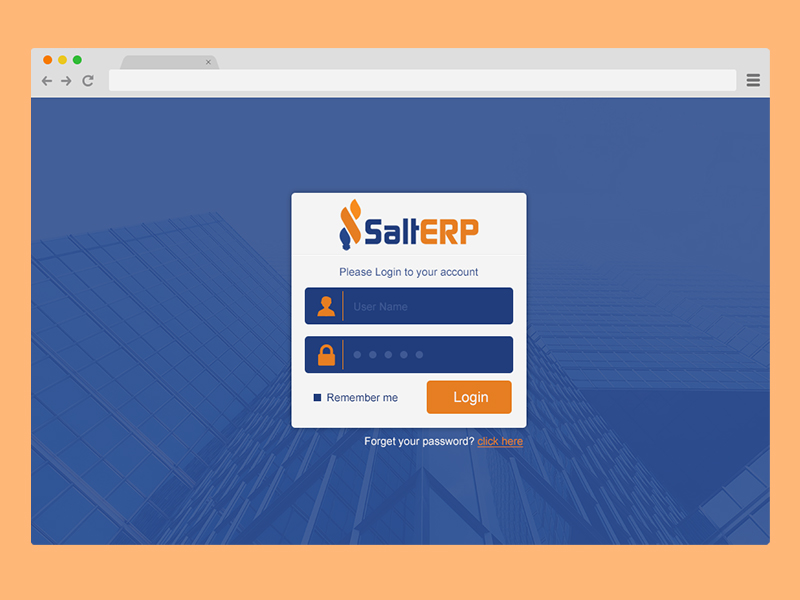 SaltERP
Please Login to your account
User Name
Remember me
Login
Forget your password? click here